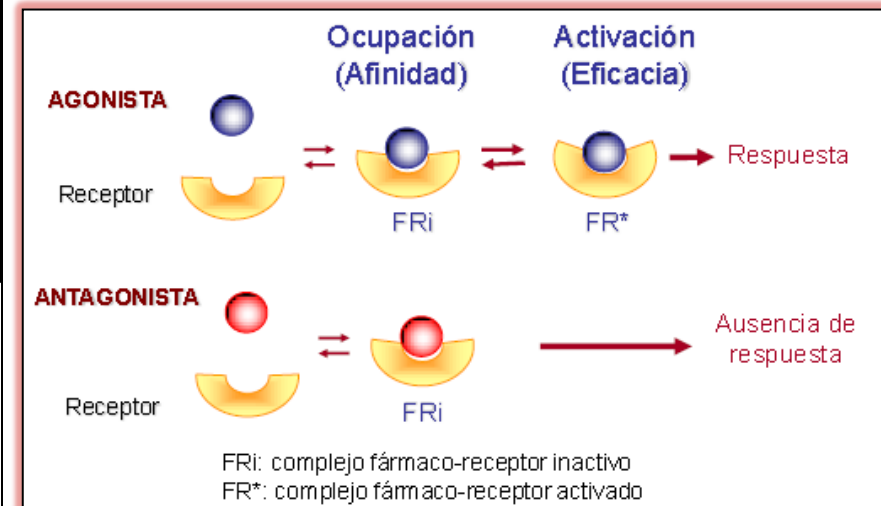 Ocupación
(Afinidad)
Activación
(Eficacia)
AGONISTA
Receptor
FRi
FR*
Respuesta
ANTAGONISTA
Receptor
FRi
Ausencia de
respuesta
FRi: complejo fármaco-receptor inactivo
FR*: complejo fármaco-receptor activado